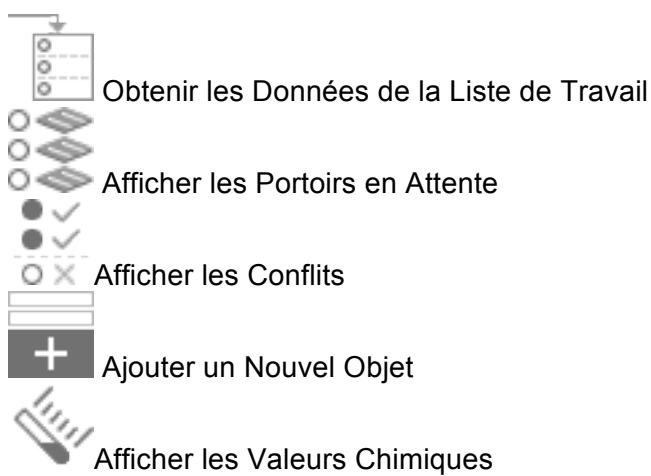 Obtenir les Données de la Liste de Travail
Afficher les Portoirs en Attente
Afficher les Conflits
Ajouter un Nouvel Objet
Afficher les Valeurs Chimiques